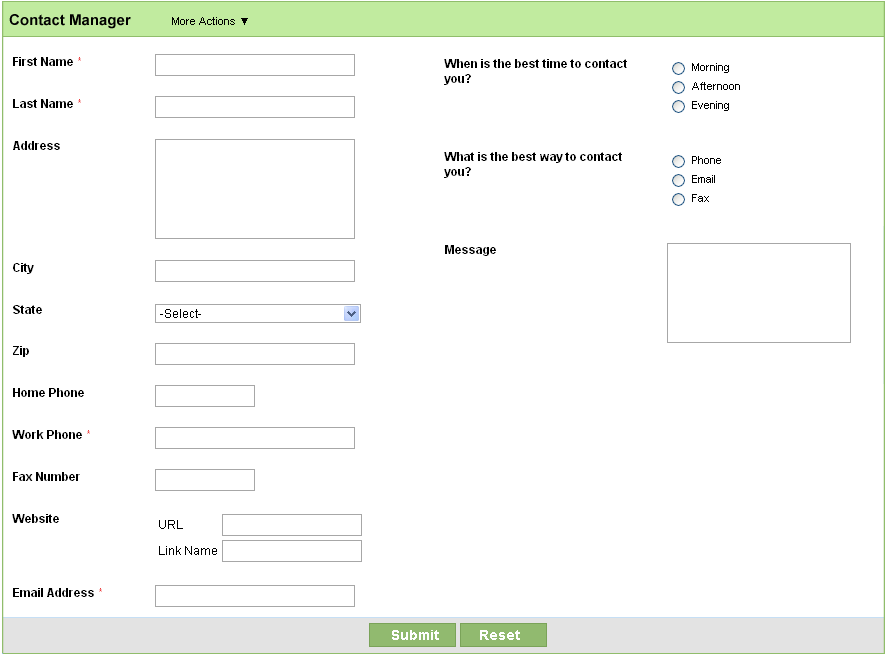 Contact Manager More Actions ▼
First Name *
Last Name *
Address
City
State -Select-
Zip
Home Phone
Work Phone *
Fax Number
Website
URL
Link Name
Email Address *
When is the best time to contact
you?
Morning
Afternoon
Evening
What is the best way to contact
you?
Phone
Email
Fax
Message
Submit Reset